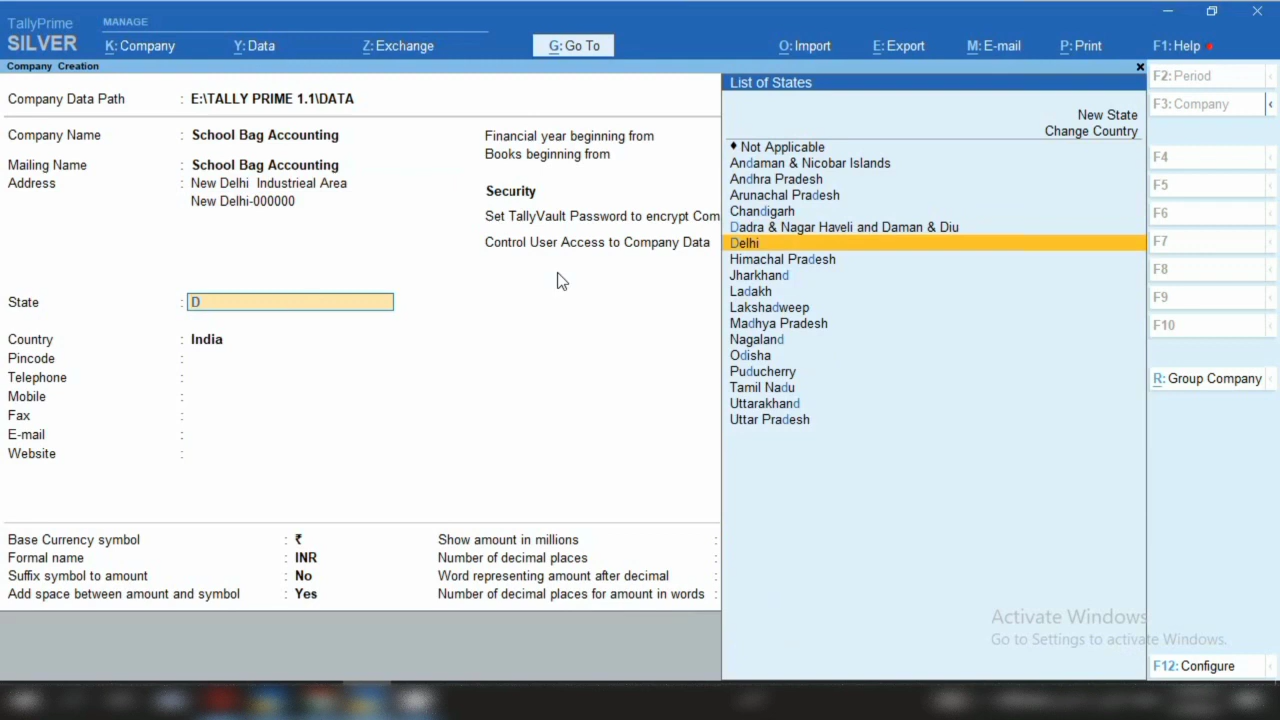 TallyPrime
SILVER
MANAGE
K: Company
Y: Data
Z: Exchange
G: Go To
O: Import
E: Export
M: E-mail
P: Print
F1: Help
Company Creation
Company Data Path : E:\TALLY PRIME 1.1\DATA
Company Name : School Bag Accounting
Mailing Name : School Bag Accounting
Address : New Delhi Industrieal Area
New Delhi-000000
State : D
Country : India
Pincode :
Telephone :
Mobile :
Fax :
E-mail :
Website :
Financial year beginning from
Books beginning from
Security
Set TallyVault Password to encrypt Com
Control User Access to Company Data
Base Currency symbol : ₹
Formal name : INR
Suffix symbol to amount : No
Add space between amount and symbol : Yes
Show amount in millions :
Number of decimal places :
Word representing amount after decimal :
Number of decimal places for amount in words :
List of States
New State
Change Country
♦ Not Applicable
Andaman & Nicobar Islands
Andhra Pradesh
Arunachal Pradesh
Chandigarh
Dadra & Nagar Haveli and Daman & Diu
Delhi
Himachal Pradesh
Jharkhand
Ladakh
Lakshadweep
Madhya Pradesh
Nagaland
Odisha
Puducherry
Tamil Nadu
Uttarakhand
Uttar Pradesh
F2: Period
F3: Company
F4
F5
F6
F7
F8
F9
F10
R: Group Company
Activate Windows
Go to Settings to activate Windows.
F12: Configure